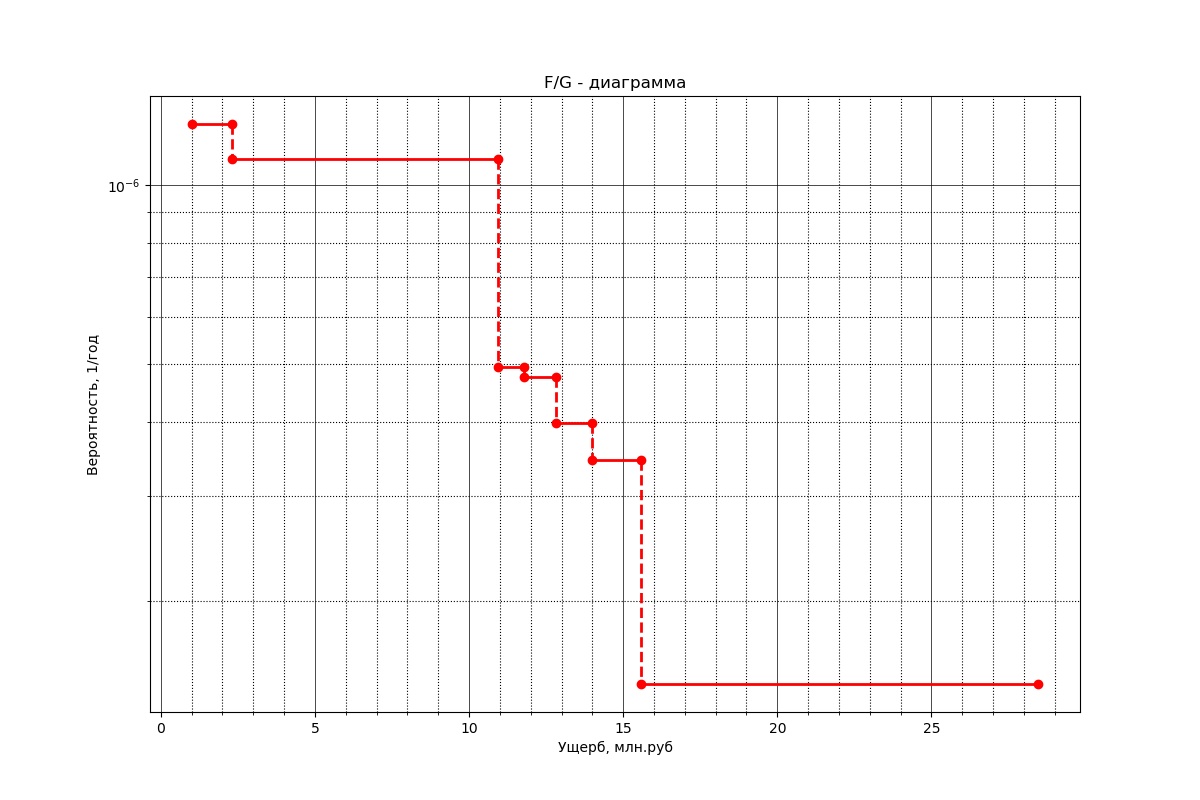 F/G - диаграмма
10⁻⁶
Вероятность, 1/год
0 5 10 15 20 25
Ущерб, млн.руб